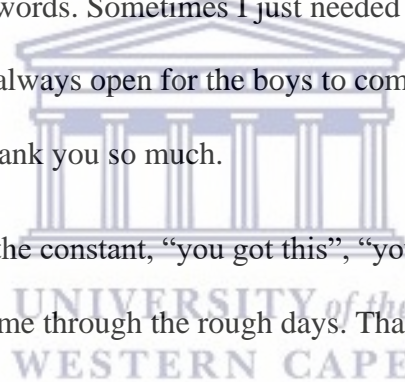 words. Sometimes I just needed
always open for the boys to com
ank you so much.
the constant, “you got this”, “yo
UNIVERSITY of the
me through the rough days. Tha
WESTERN CAPE